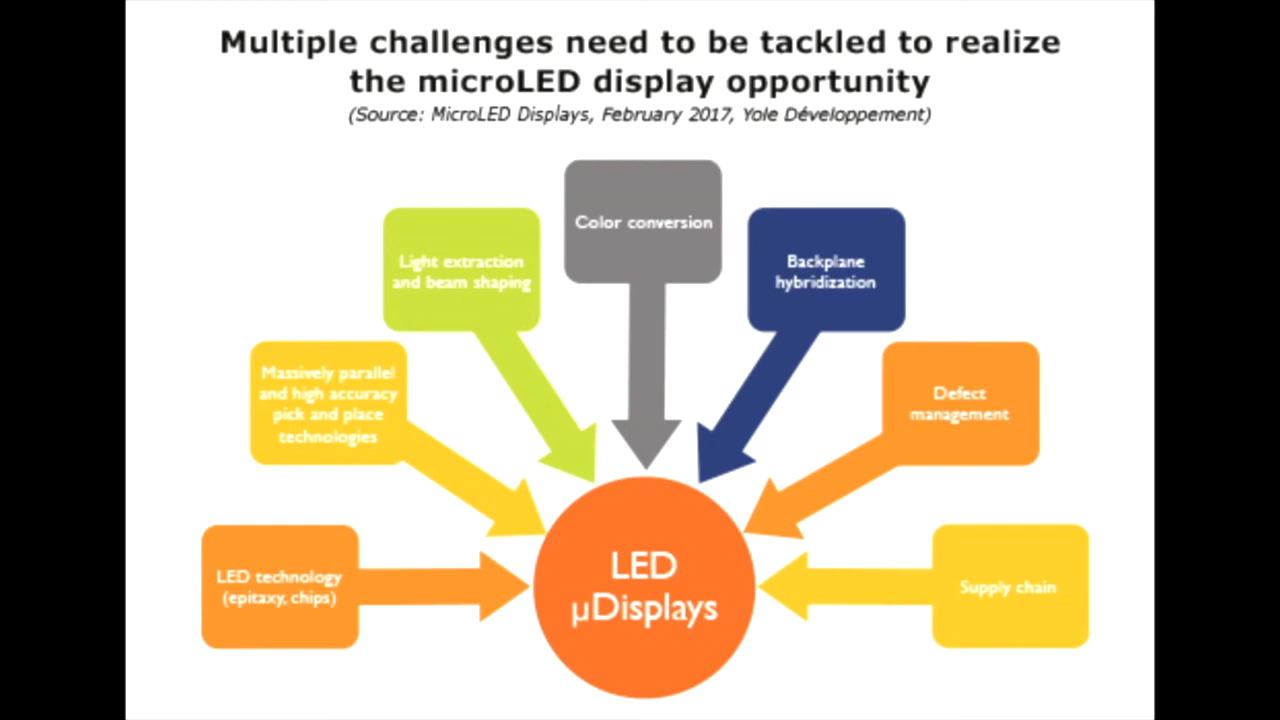 Multiple challenges need to be tackled to realize
the microLED display opportunity
(Source: MicroLED Displays, February 2017, Yole Développement)
Color conversion
Light extraction
and beam shaping
Backplane
hybridization
Massively parallel
and high accuracy
pick and place
technologies
Defect
management
LED technology
(epitaxy, chips)
LED
µDisplays
Supply chain